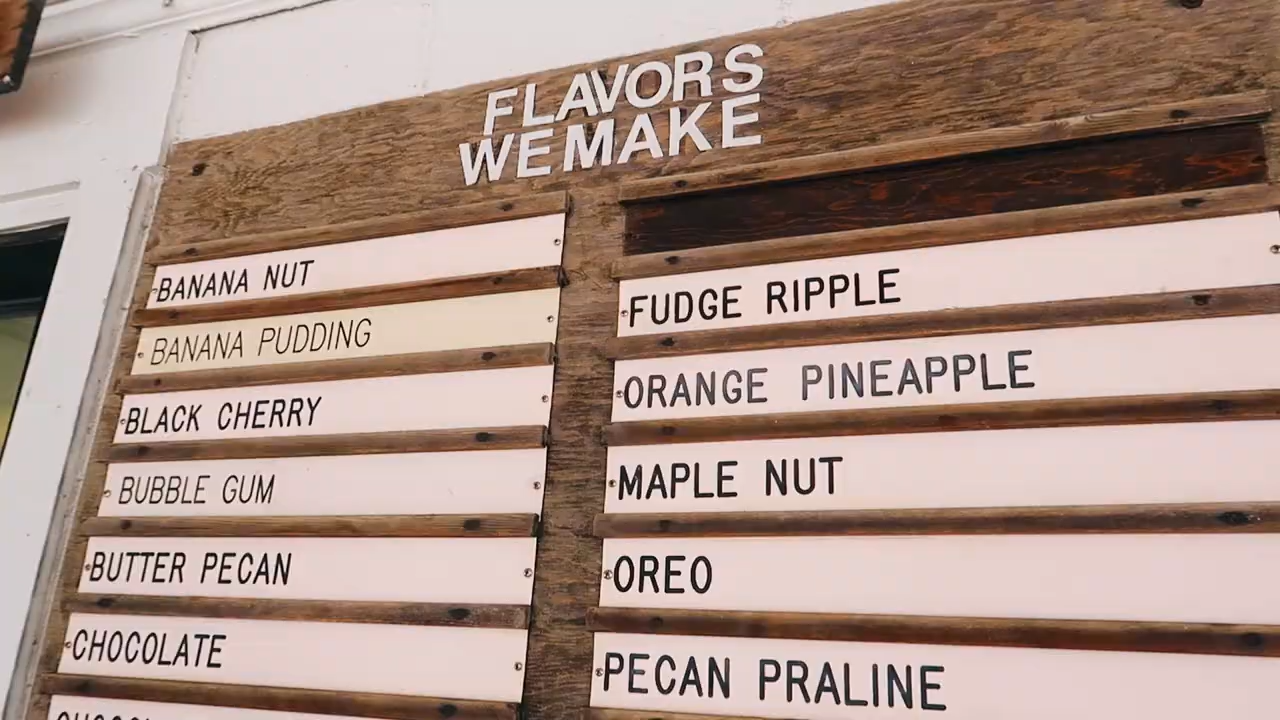 FLAVORS
WE MAKE
BANANA NUT
BANANA PUDDING
BLACK CHERRY
BUBBLE GUM
BUTTER PECAN
CHOCOLATE
FUDGE RIPPLE
ORANGE PINEAPPLE
MAPLE NUT
OREO
PECAN PRALINE